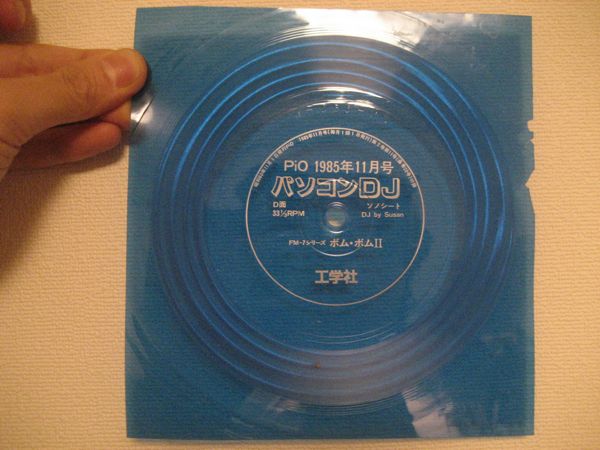 PiO 1985年11月号
パソコンDJ
D面
33⅓RPM
ソノシート
DJ by Susan
FM-7シリーズ ボム・ボムII
工学社